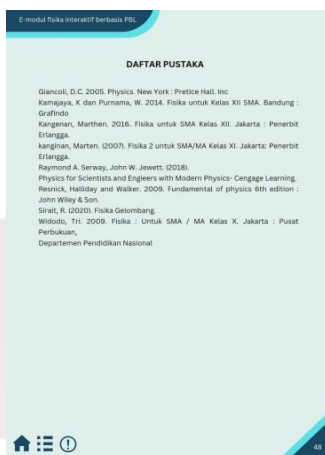 E-modul fisika interaktif berbasis PBL
DAFTAR PUSTAKA
Giancoli, D.C. 2005. Physics. New York : Pretice Hall. Inc
Kamajaya, K dan Purnama, W. 2014. Fisika untuk Kelas XII SMA. Bandung :
Grafindo
Kangenan, Marthen. 2016. Fisika untuk SMA Kelas XII. Jakarta : Penerbit
Erlangga.
kanginan, Marten. (2007). Fisika 2 untuk SMA/MA Kelas XI. Jakarta: Penerbit
Erlangga.
Raymond A. Serway, John W. Jewett. (2018).
Physics for Scientists and Engieers with Modern Physics- Cengage Learning.
Resnick, Halliday and Walker. 2009. Fundamental of physics 6th edition :
John Wiley & Son.
Sirait, R. (2020). Fisika Gelombang.
Widodo, Tri. 2009. Fisika : Untuk SMA / MA Kelas X. Jakarta : Pusat
Perbukuan,
Departemen Pendidikan Nasional
48